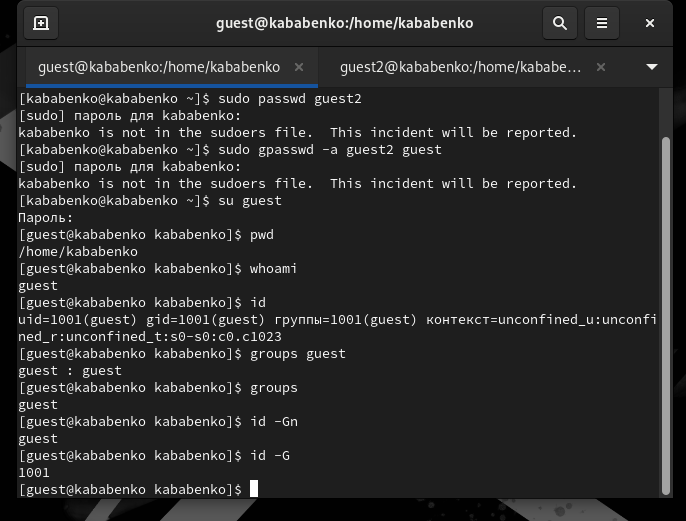 guest@kababenko:/home/kababenko
guest@kababenko:/home/kababenko
guest2@kababenko:/home/kababe...
[kababenko@kababenko ~]$ sudo passwd guest2
[sudo] пароль для kababenko:
kababenko is not in the sudoers file.  This incident will be reported.
[kababenko@kababenko ~]$ sudo gpasswd -a guest2 guest
[sudo] пароль для kababenko:
kababenko is not in the sudoers file.  This incident will be reported.
[kababenko@kababenko ~]$ su guest
Пароль:
[guest@kababenko kababenko]$ pwd
/home/kababenko
[guest@kababenko kababenko]$ whoami
guest
[guest@kababenko kababenko]$ id
uid=1001(guest) gid=1001(guest) группы=1001(guest) контекст=unconfined_u:unconfi
ned_r:unconfined_t:s0-s0:c0.c1023
[guest@kababenko kababenko]$ groups guest
guest : guest
[guest@kababenko kababenko]$ groups
guest
[guest@kababenko kababenko]$ id -Gn
guest
[guest@kababenko kababenko]$ id -G
1001
[guest@kababenko kababenko]$